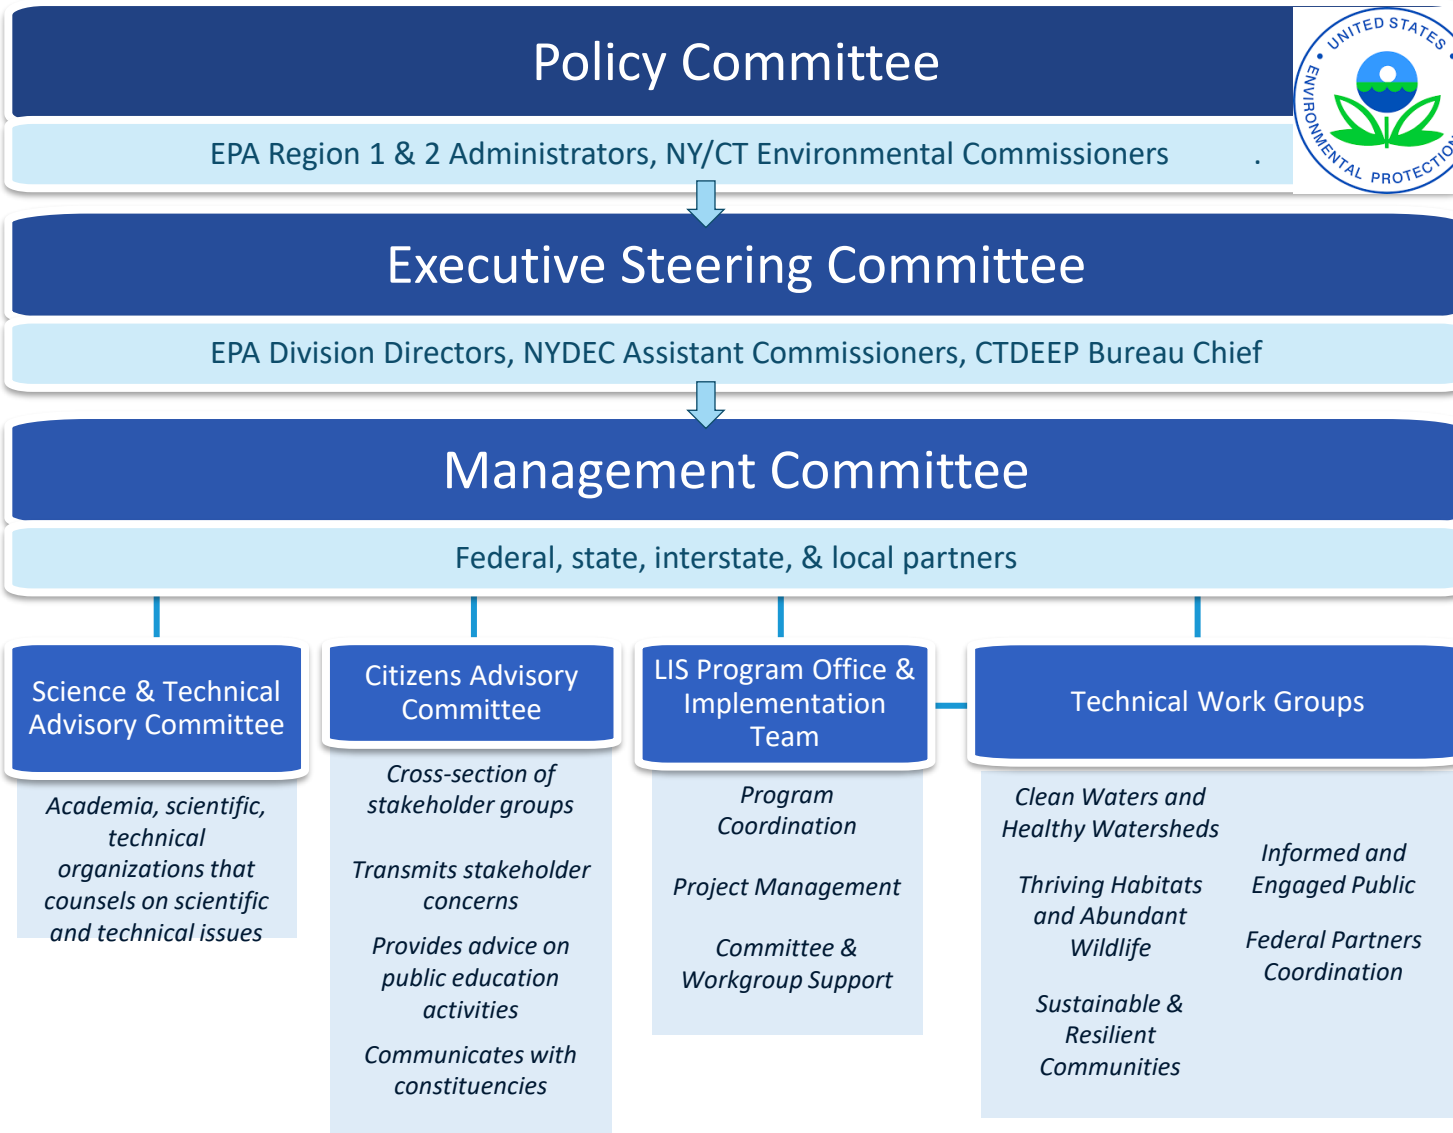 Policy Committee
UNITED STATES
ENVIRONMENTAL PROTECTION
EPA Region 1 & 2 Administrators, NY/CT Environmental Commissioners .
Executive Steering Committee
EPA Division Directors, NYDEC Assistant Commissioners, CTDEEP Bureau Chief
Management Committee
Federal, state, interstate, & local partners
Science & Technical
Advisory Committee
Academia, scientific,
technical
organizations that
counsels on scientific
and technical issues
Citizens Advisory
Committee
Cross-section of
stakeholder groups
Transmits stakeholder
concerns
Provides advice on
public education
activities
Communicates with
constituencies
LIS Program Office &
Implementation
Team
Program
Coordination
Project Management
Committee &
Workgroup Support
Technical Work Groups
Clean Waters and
Healthy Watersheds
Thriving Habitats
and Abundant
Wildlife
Sustainable &
Resilient
Communities
Informed and
Engaged Public
Federal Partners
Coordination